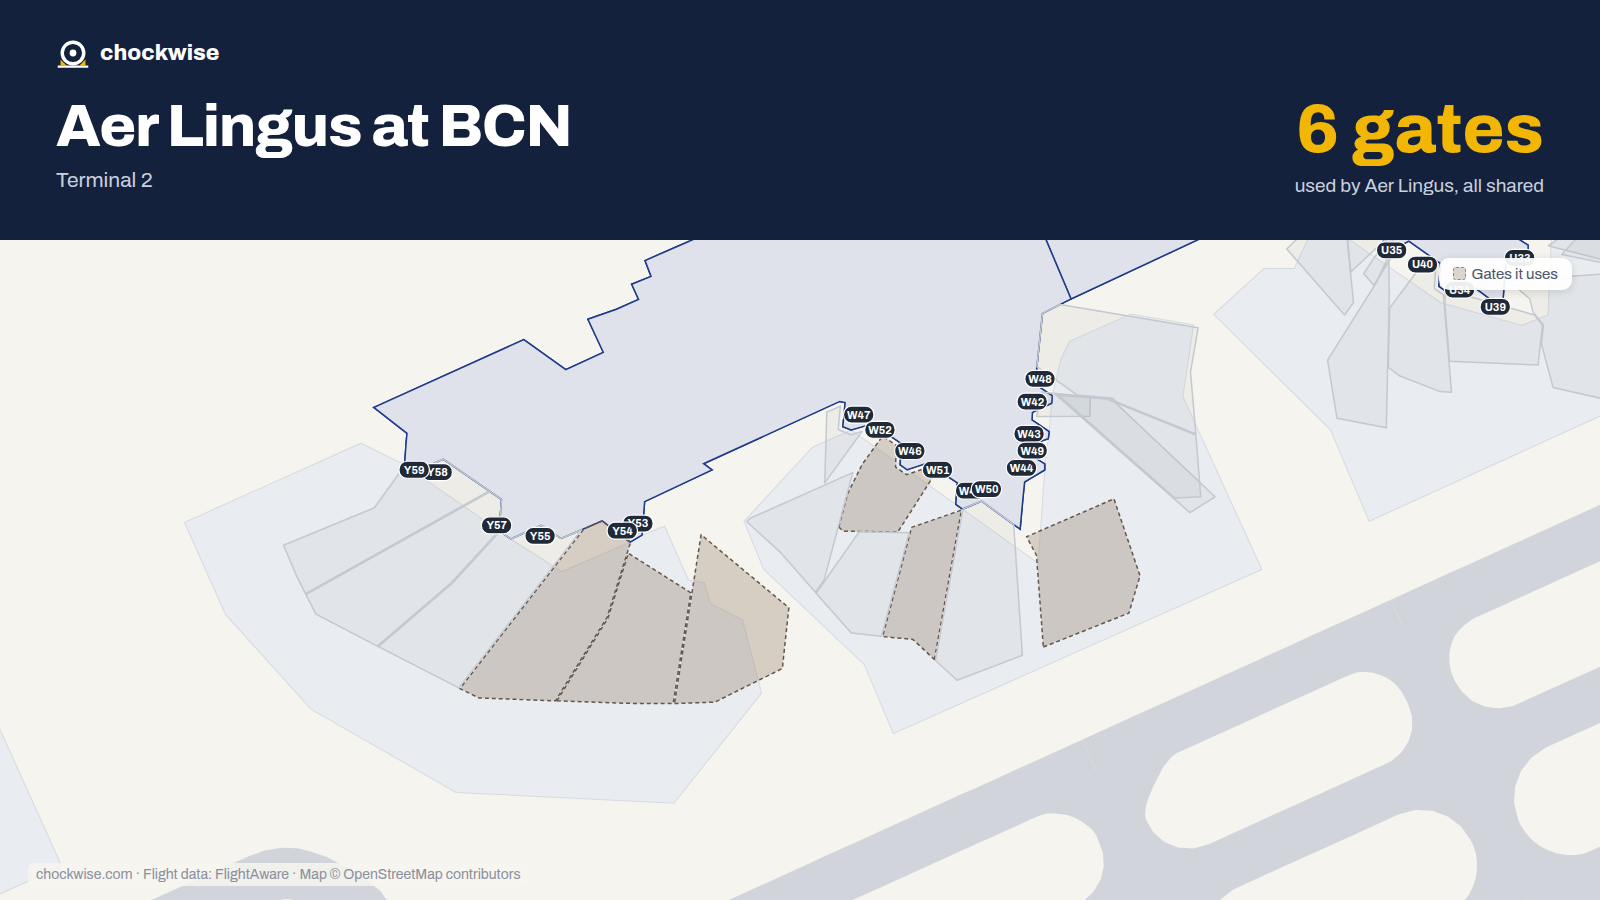 chockwise
Aer Lingus at BCN
Terminal 2
6 gates
used by Aer Lingus, all shared
U35
U40
Gates it uses
U39
W48
W42
W47
W52
W43
W46
W49
W44
W51
W50
Y59
Y58
Y57
Y55
Y54
Y53
chockwise.com · Flight data: FlightAware · Map © OpenStreetMap contributors